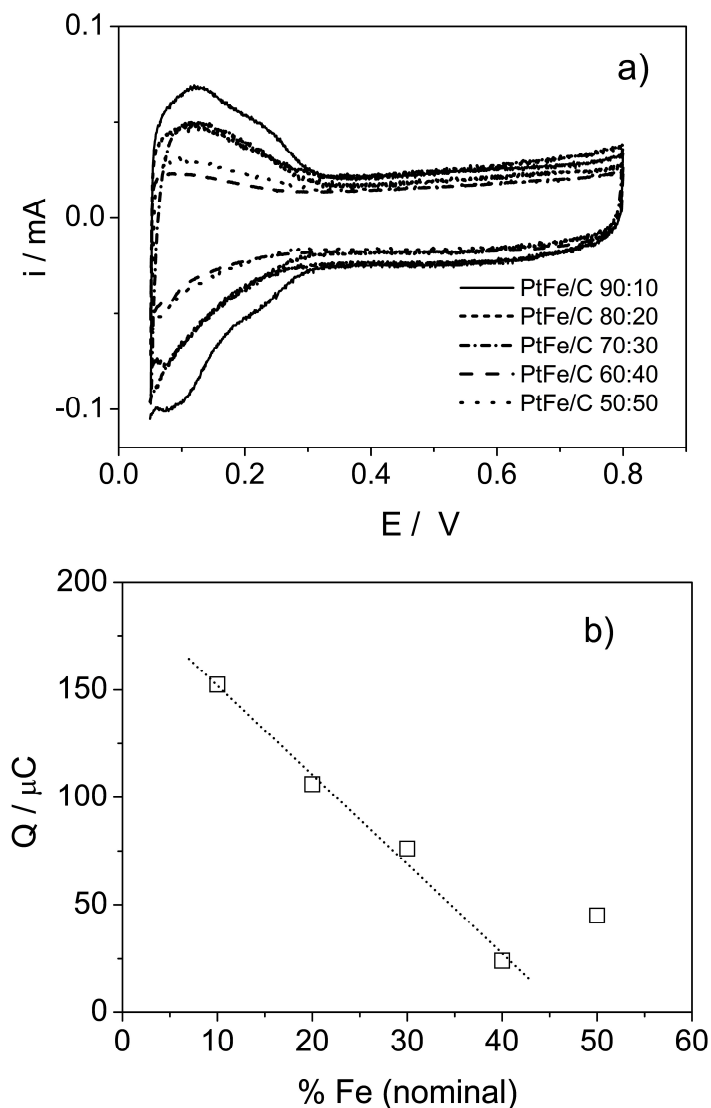 0.1
a)
0.0
i / mA
PtFe/C 90:10
PtFe/C 80:20
PtFe/C 70:30
PtFe/C 60:40
PtFe/C 50:50
-0.1
0.0 0.2 0.4 0.6 0.8
E / V
200
b)
150
Q / μC
100
50
0
0 10 20 30 40 50 60
% Fe (nominal)